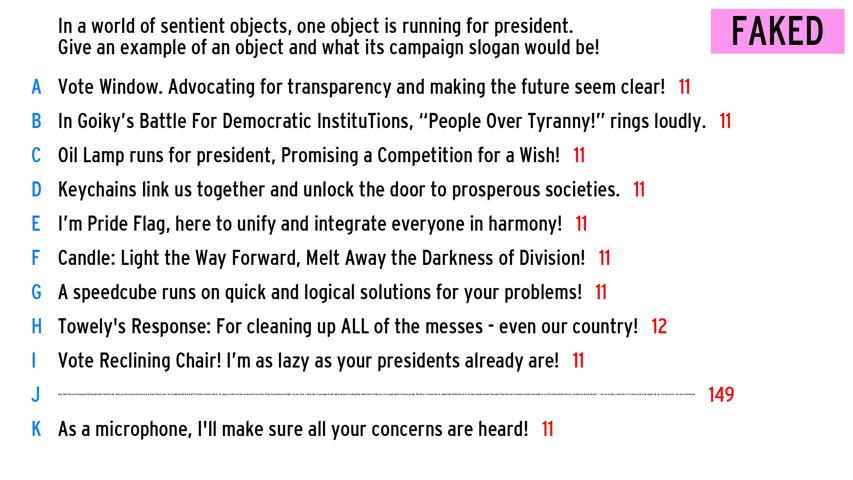 In a world of sentient objects, one object is running for president.
Give an example of an object and what its campaign slogan would be!
FAKED
A Vote Window. Advocating for transparency and making the future seem clear! 11
B In Goiky’s Battle For Democratic InstituTions, “People Over Tyranny!” rings loudly. 11
C Oil Lamp runs for president, Promising a Competition for a Wish! 11
D Keychains link us together and unlock the door to prosperous societies. 11
E I’m Pride Flag, here to unify and integrate everyone in harmony! 11
F Candle: Light the Way Forward, Melt Away the Darkness of Division! 11
G A speedcube runs on quick and logical solutions for your problems! 11
H Towely's Response: For cleaning up ALL of the messes - even our country! 12
I Vote Reclining Chair! I’m as lazy as your presidents already are! 11
J 149
K As a microphone, I'll make sure all your concerns are heard! 11